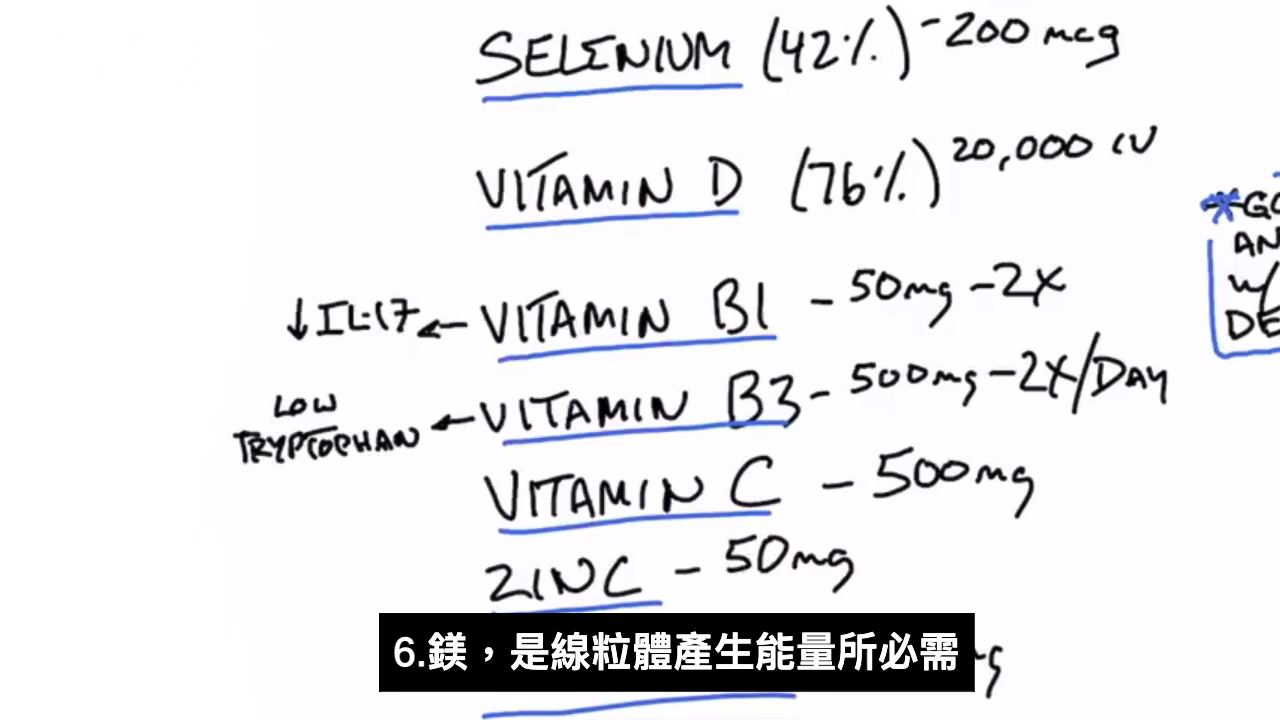 SELENIUM (42%) - 200 mcg
VITAMIN D (76%) 20,000 IU
↓ IL-17 ← VITAMIN B1 - 50mg - 2X
LOW TRYPTOPHAN ← VITAMIN B3 - 500mg - 2X/DAY
VITAMIN C - 500mg
ZINC - 50mg
6.鎂，是線粒體產生能量所必需
AN
W/
DE